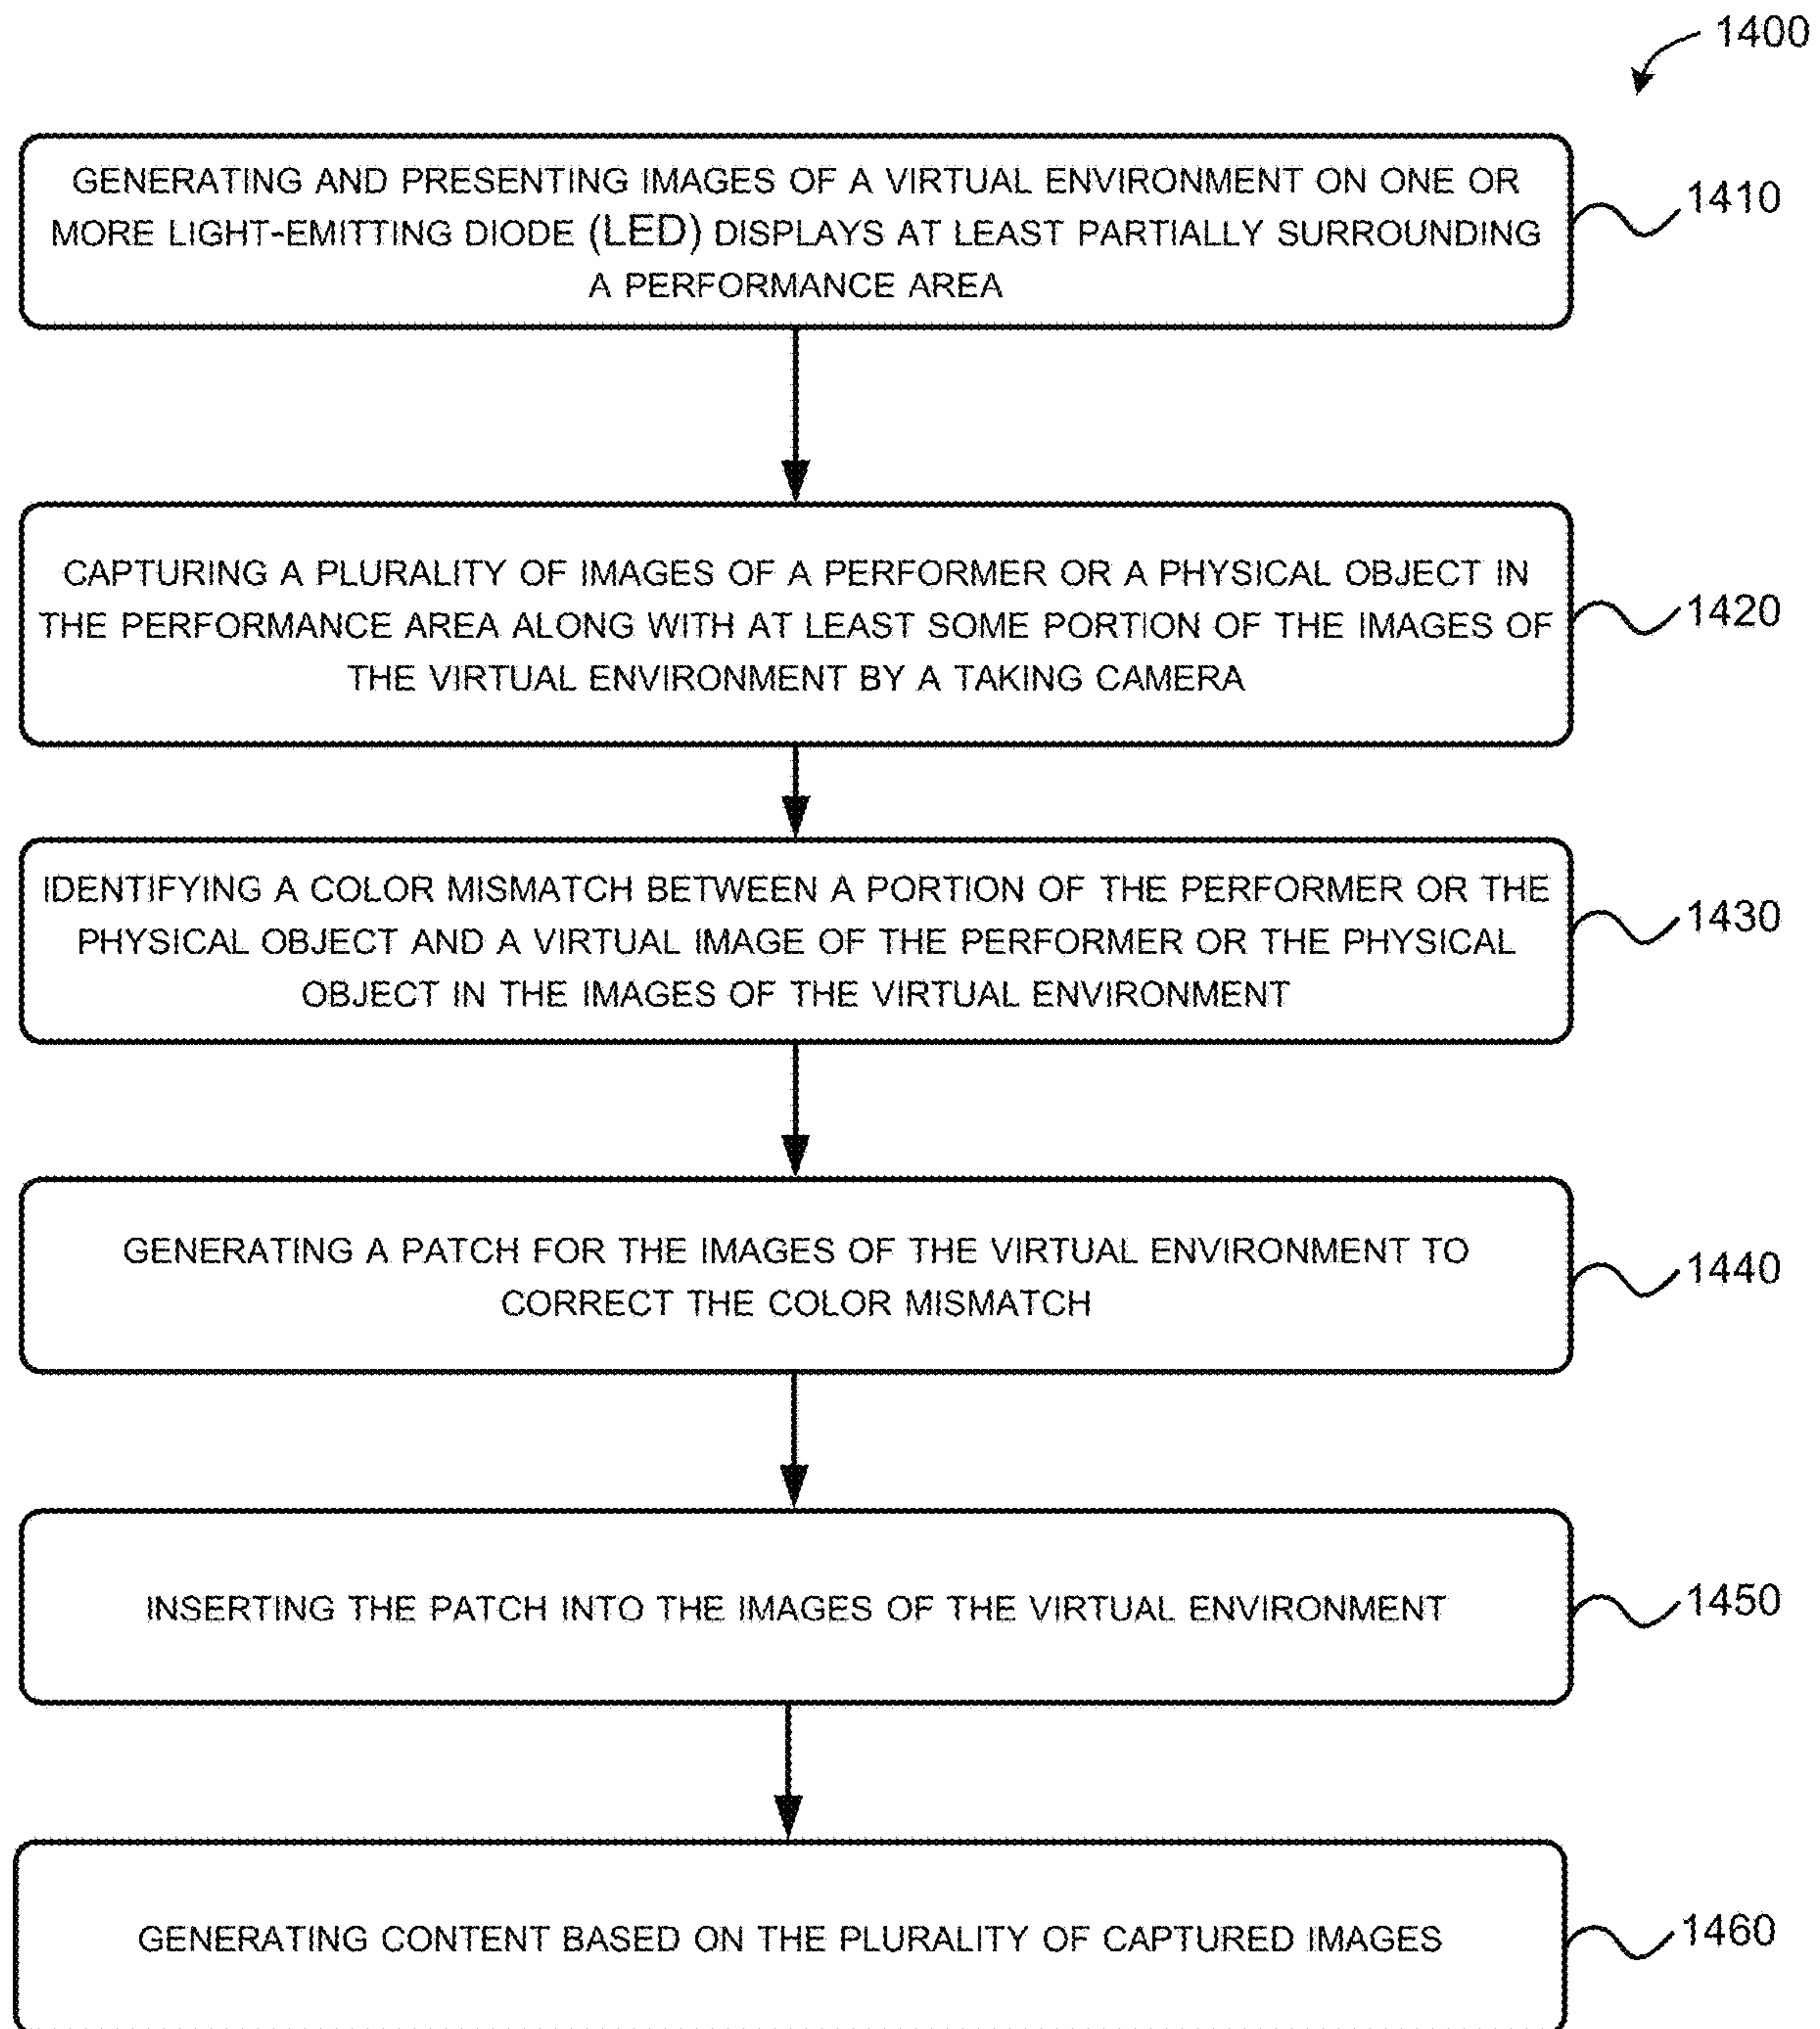 1400
GENERATING AND PRESENTING IMAGES OF A VIRTUAL ENVIRONMENT ON ONE OR
MORE LIGHT-EMITTING DIODE (LED) DISPLAYS AT LEAST PARTIALLY SURROUNDING
A PERFORMANCE AREA
1410
CAPTURING A PLURALITY OF IMAGES OF A PERFORMER OR A PHYSICAL OBJECT IN
THE PERFORMANCE AREA ALONG WITH AT LEAST SOME PORTION OF THE IMAGES OF
THE VIRTUAL ENVIRONMENT BY A TAKING CAMERA
1420
IDENTIFYING A COLOR MISMATCH BETWEEN A PORTION OF THE PERFORMER OR THE
PHYSICAL OBJECT AND A VIRTUAL IMAGE OF THE PERFORMER OR THE PHYSICAL
OBJECT IN THE IMAGES OF THE VIRTUAL ENVIRONMENT
1430
GENERATING A PATCH FOR THE IMAGES OF THE VIRTUAL ENVIRONMENT TO
CORRECT THE COLOR MISMATCH
1440
INSERTING THE PATCH INTO THE IMAGES OF THE VIRTUAL ENVIRONMENT
1450
GENERATING CONTENT BASED ON THE PLURALITY OF CAPTURED IMAGES
1460